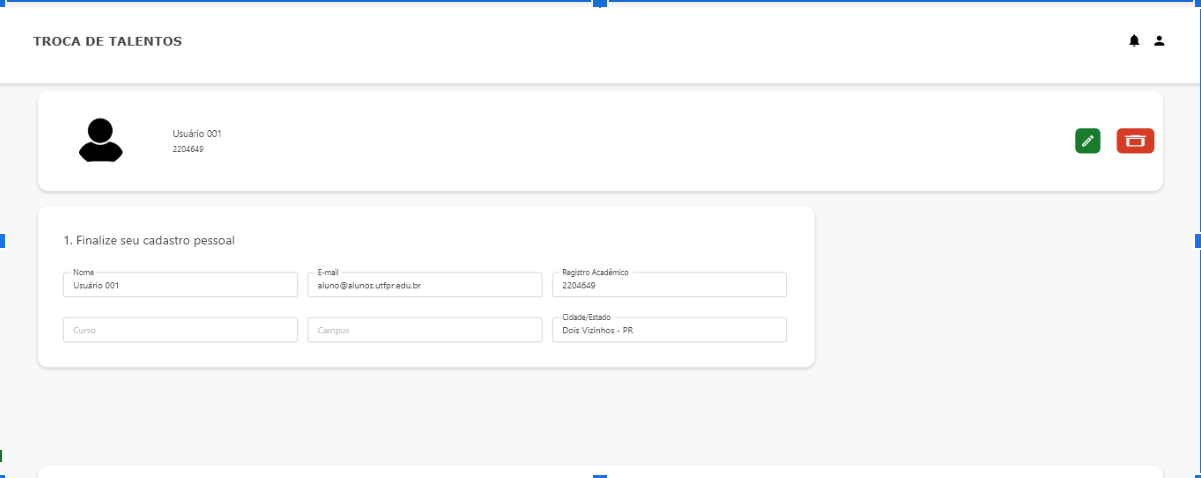 TROCA DE TALENTOS
Usuário 001
2204649
1. Finalize seu cadastro pessoal
Nome
Usuário 001
E-mail
aluno@alunos.utfpr.edu.br
Registro Acadêmico
2204649
Curso
Campus
Cidade/Estado
Dois Vizinhos - PR